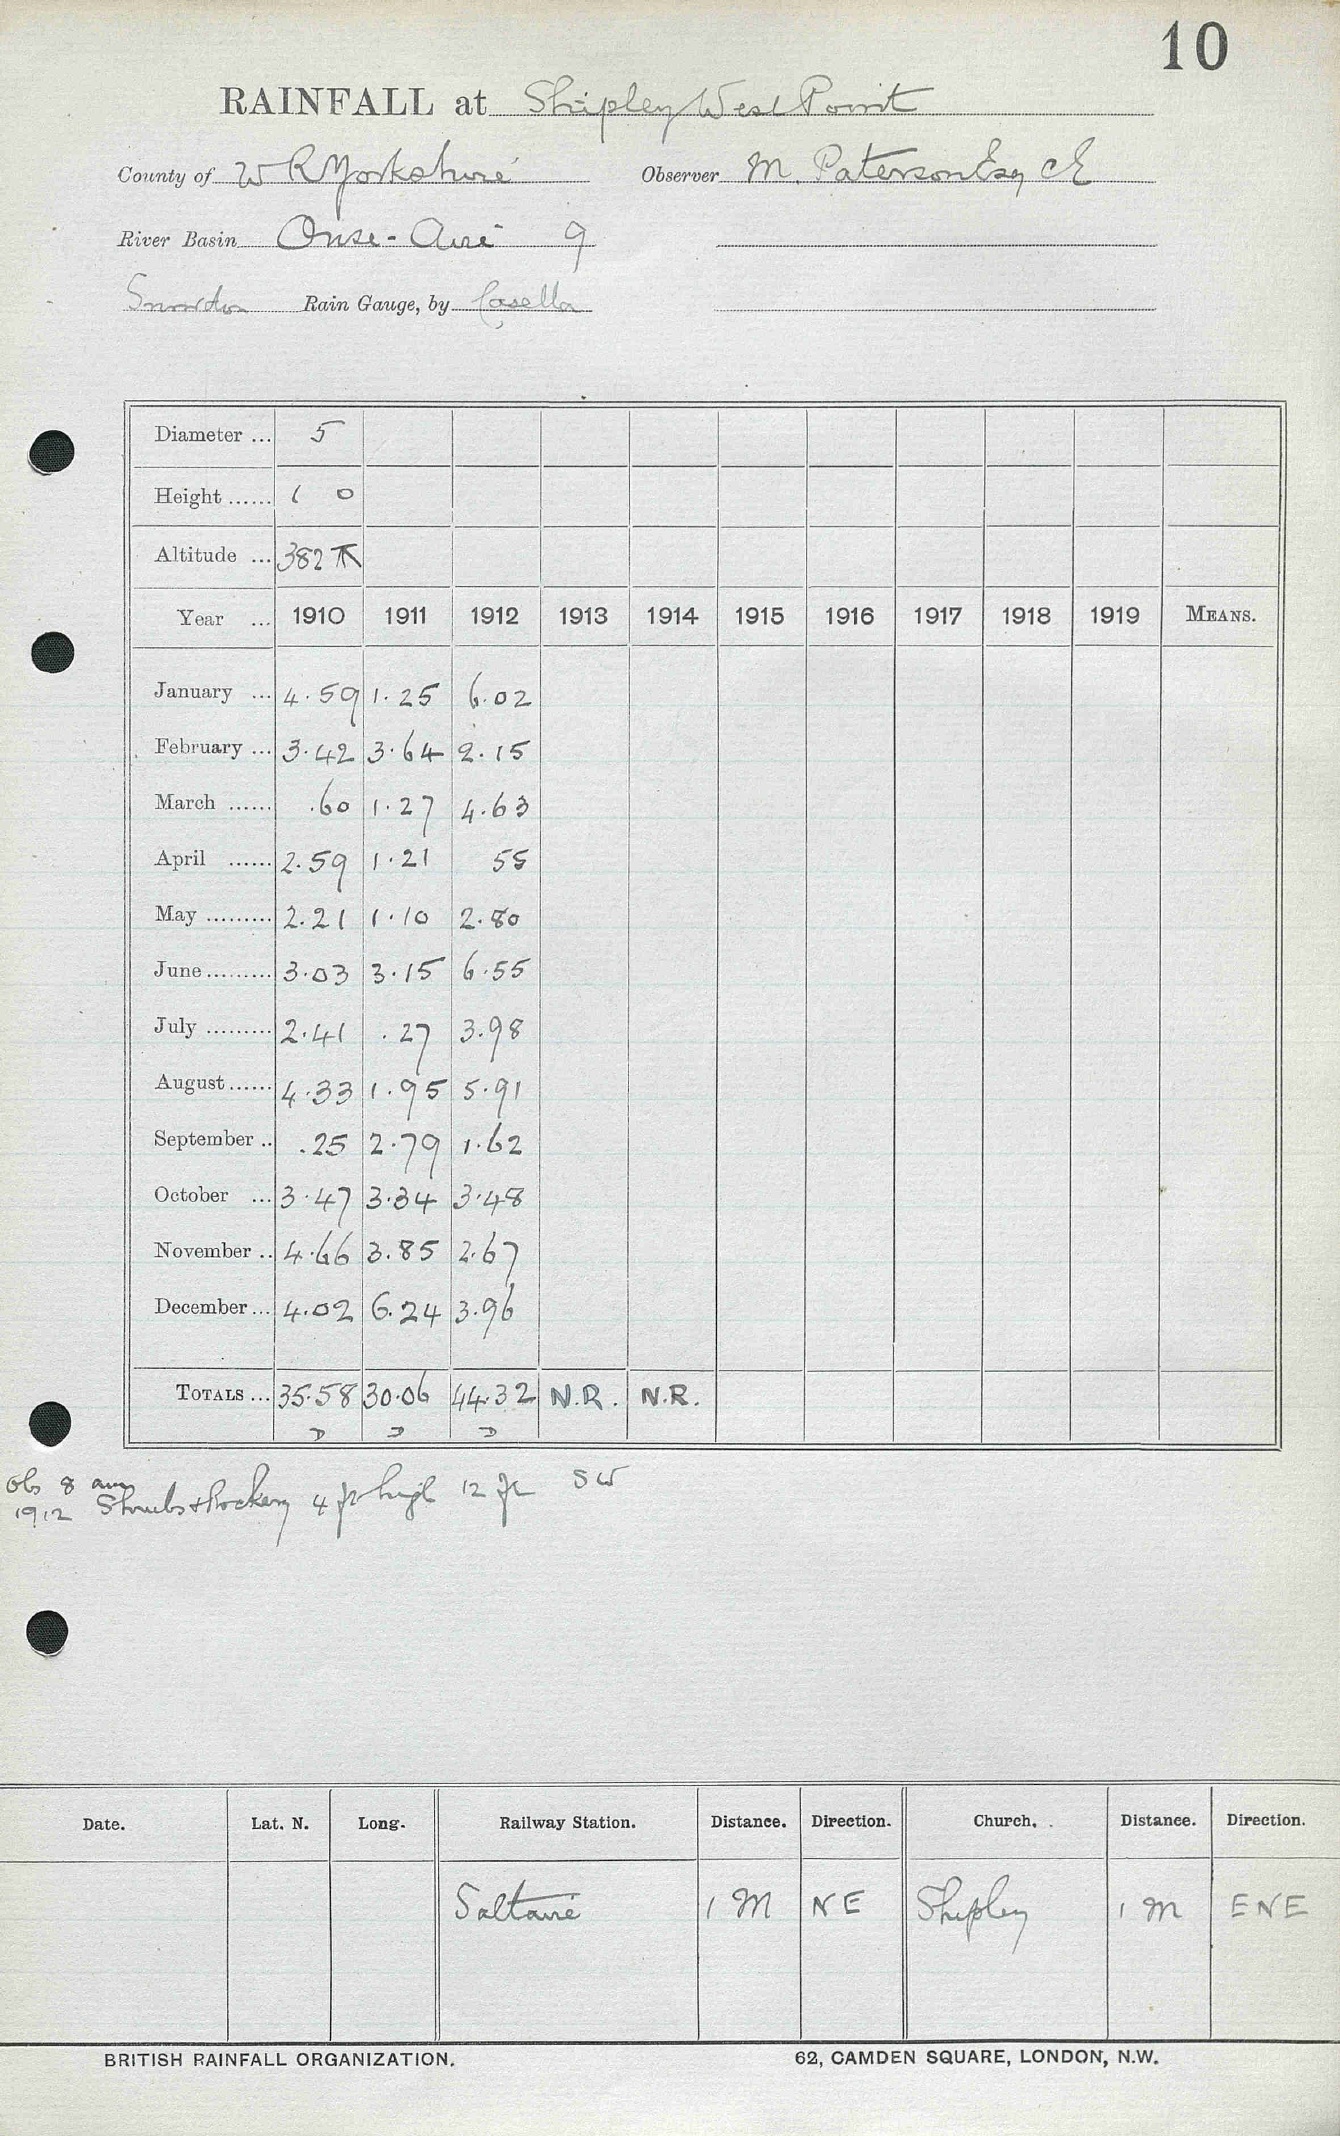 10
RAINFALL at Shipley West Point
County of W R Yorkshire Observer M. Paterson Esq CE
River Basin Ouse - Aire 9
Snowdon Rain Gauge, by Casella
Diameter ... 5
Height ...... 1 0
Altitude ... 382
Year ... 1910 1911 1912 1913 1914 1915 1916 1917 1918 1919 MEANS.
January ... 4.59 1.25 6.02
February ... 3.42 3.64 2.15
March ...... .60 1.27 4.63
April ...... 2.59 1.21 55
May ......... 2.21 1.10 2.80
June ......... 3.03 3.15 6.55
July ......... 2.41 .27 3.98
August ...... 4.33 1.95 5.91
September .. .25 2.79 1.62
October ... 3.47 3.34 3.48
November .. 4.66 3.85 2.67
December ... 4.02 6.24 3.96
TOTALS ... 35.58 30.06 44.32 N.R. N.R.
Obs 8 am
1912 Shrubs & Rockery 4 ft high 12 ft SW
Date. Lat. N. Long. Railway Station. Distance. Direction. Church. Distance. Direction.
Saltaire 1 M NE Shipley 1 M ENE
BRITISH RAINFALL ORGANIZATION. 62, CAMDEN SQUARE, LONDON, N.W.